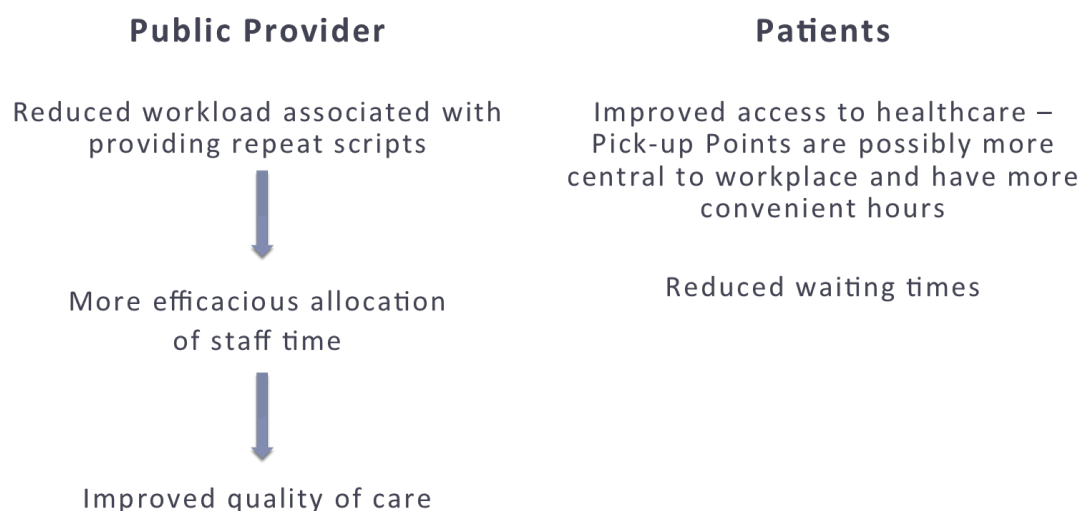 Public Provider
Reduced workload associated with
providing repeat scripts
More efficacious allocation
of staff time
Improved quality of care
Patients
Improved access to healthcare –
Pick-up Points are possibly more
central to workplace and have more
convenient hours
Reduced waiting times